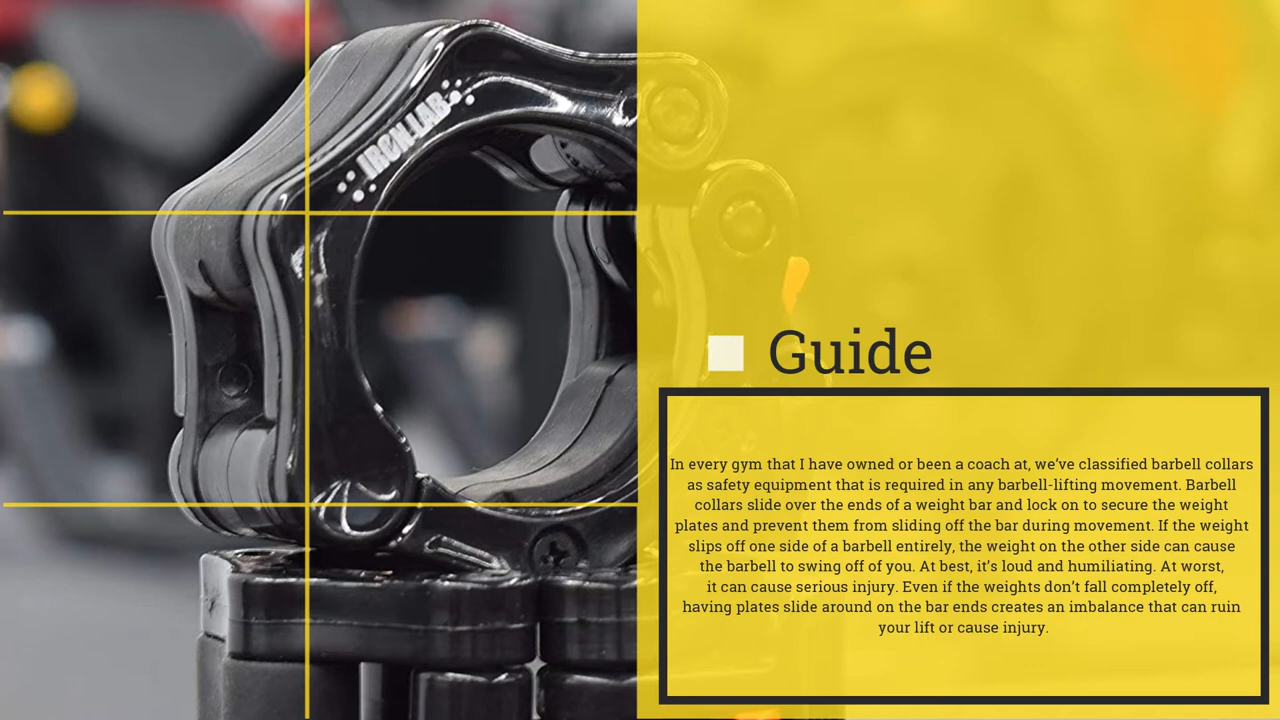 IRON LAB
Guide
In every gym that I have owned or been a coach at, we’ve classified barbell collars
as safety equipment that is required in any barbell-lifting movement. Barbell
collars slide over the ends of a weight bar and lock on to secure the weight
plates and prevent them from sliding off the bar during movement. If the weight
slips off one side of a barbell entirely, the weight on the other side can cause
the barbell to swing off of you. At best, it’s loud and humiliating. At worst,
it can cause serious injury. Even if the weights don’t fall completely off,
having plates slide around on the bar ends creates an imbalance that can ruin
your lift or cause injury.